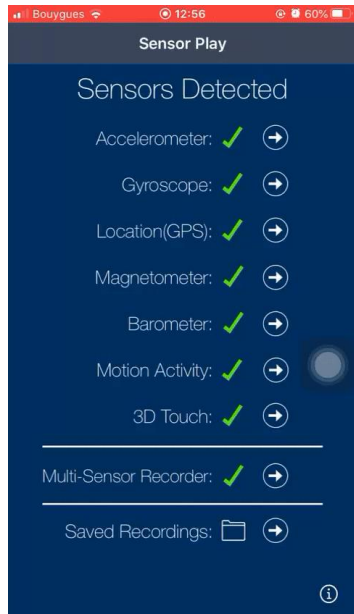 Bouygues 12:56 60%
Sensor Play
Sensors Detected
Accelerometer:
Gyroscope:
Location(GPS):
Magnetometer:
Barometer:
Motion Activity:
3D Touch:
Multi-Sensor Recorder:
Saved Recordings: